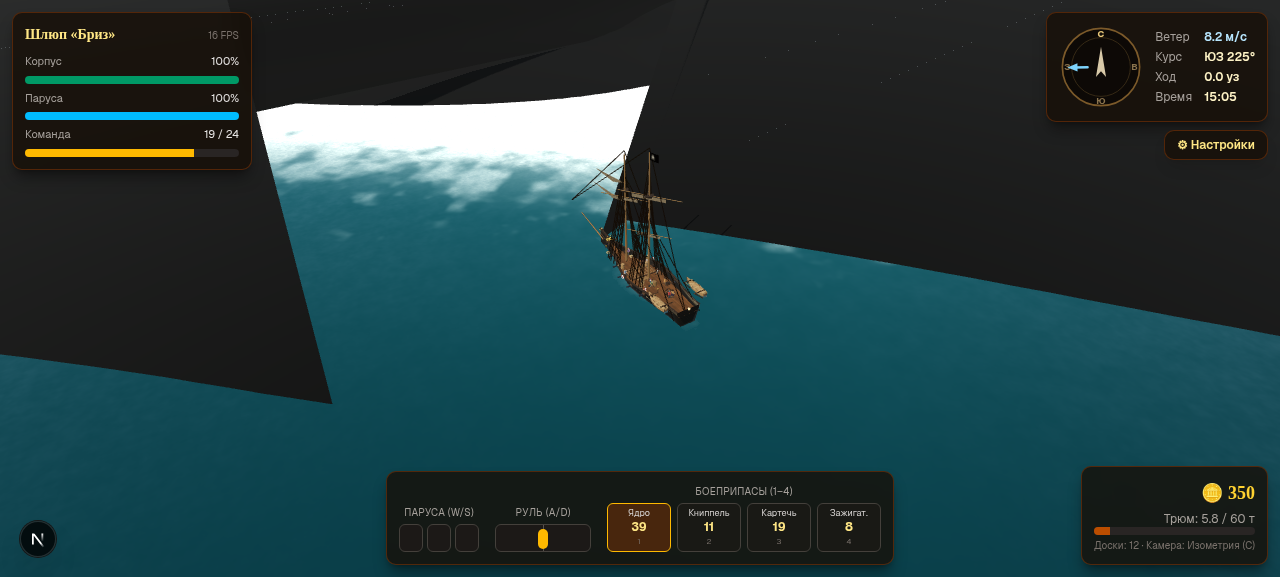 Шлюп «Бриз» 16 FPS
Корпус 100%
Паруса 100%
Команда 19 / 24
С
З
В
Ю
Ветер 8.2 м/с
Курс ЮЗ 225°
Ход 0.0 уз
Время 15:05
⚙ Настройки
ПАРУСА (W/S)
РУЛЬ (A/D)
БОЕПРИПАСЫ (1–4)
Ядро
39
1
Книппель
11
2
Картечь
19
3
Зажигат.
8
4
N
350
Трюм: 5.8 / 60 т
Доски: 12 · Камера: Изометрия (C)